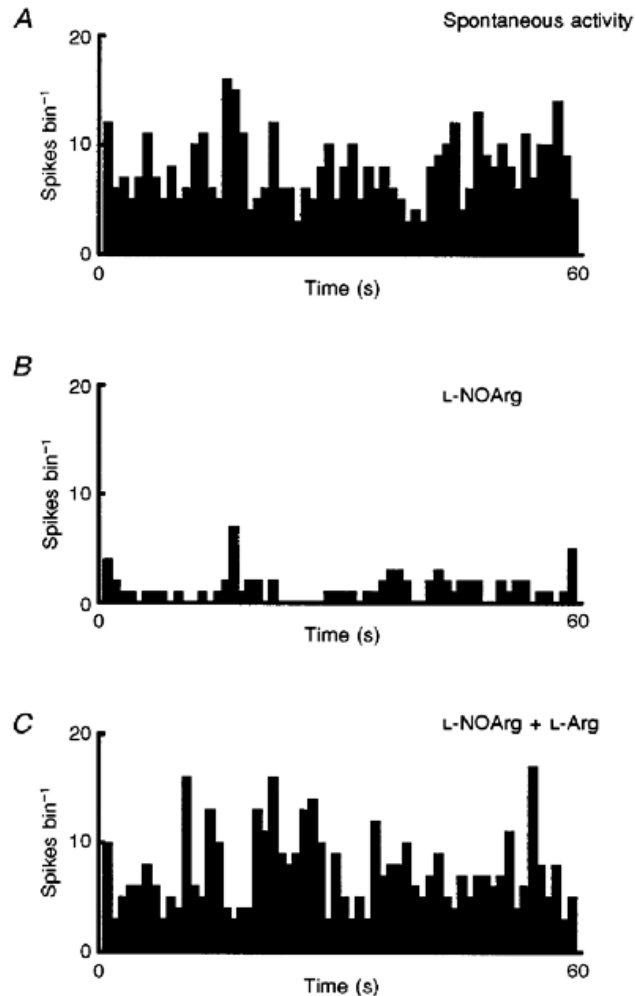 A
Spontaneous activity
20
10
0
Spikes bin⁻¹
0
60
Time (s)
B
L-NOArg
20
10
0
Spikes bin⁻¹
0
60
Time (s)
C
L-NOArg + L-Arg
20
10
0
Spikes bin⁻¹
0
60
Time (s)